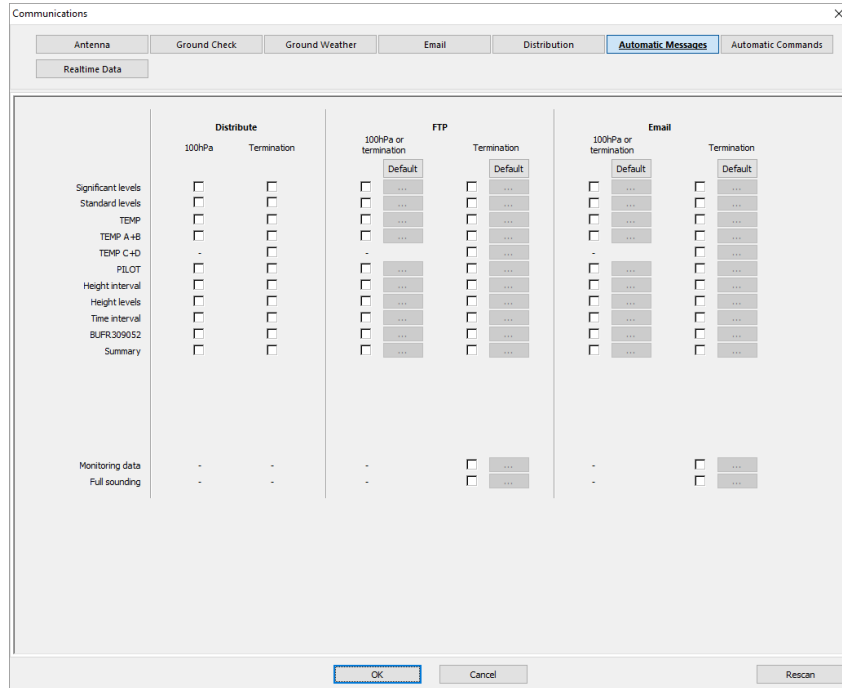 Communications
Antenna Ground Check Ground Weather Email Distribution Automatic Messages Automatic Commands
Realtime Data
Distribute FTP Email
100hPa Termination 100hPa or termination Termination 100hPa or termination Termination
Default Default Default Default
Significant levels ... ... ... ...
Standard levels ... ... ... ...
TEMP ... ... ... ...
TEMP A+B ... ... ... ...
TEMP C+D - - ... - ...
PILOT ... ... ... ...
Height interval ... ... ... ...
Height levels ... ... ... ...
Time interval ... ... ... ...
BUFR309052 ... ... ... ...
Summary ... ... ... ...
Monitoring data - - - ... - ...
Full sounding - - - ... - ...
OK Cancel Rescan